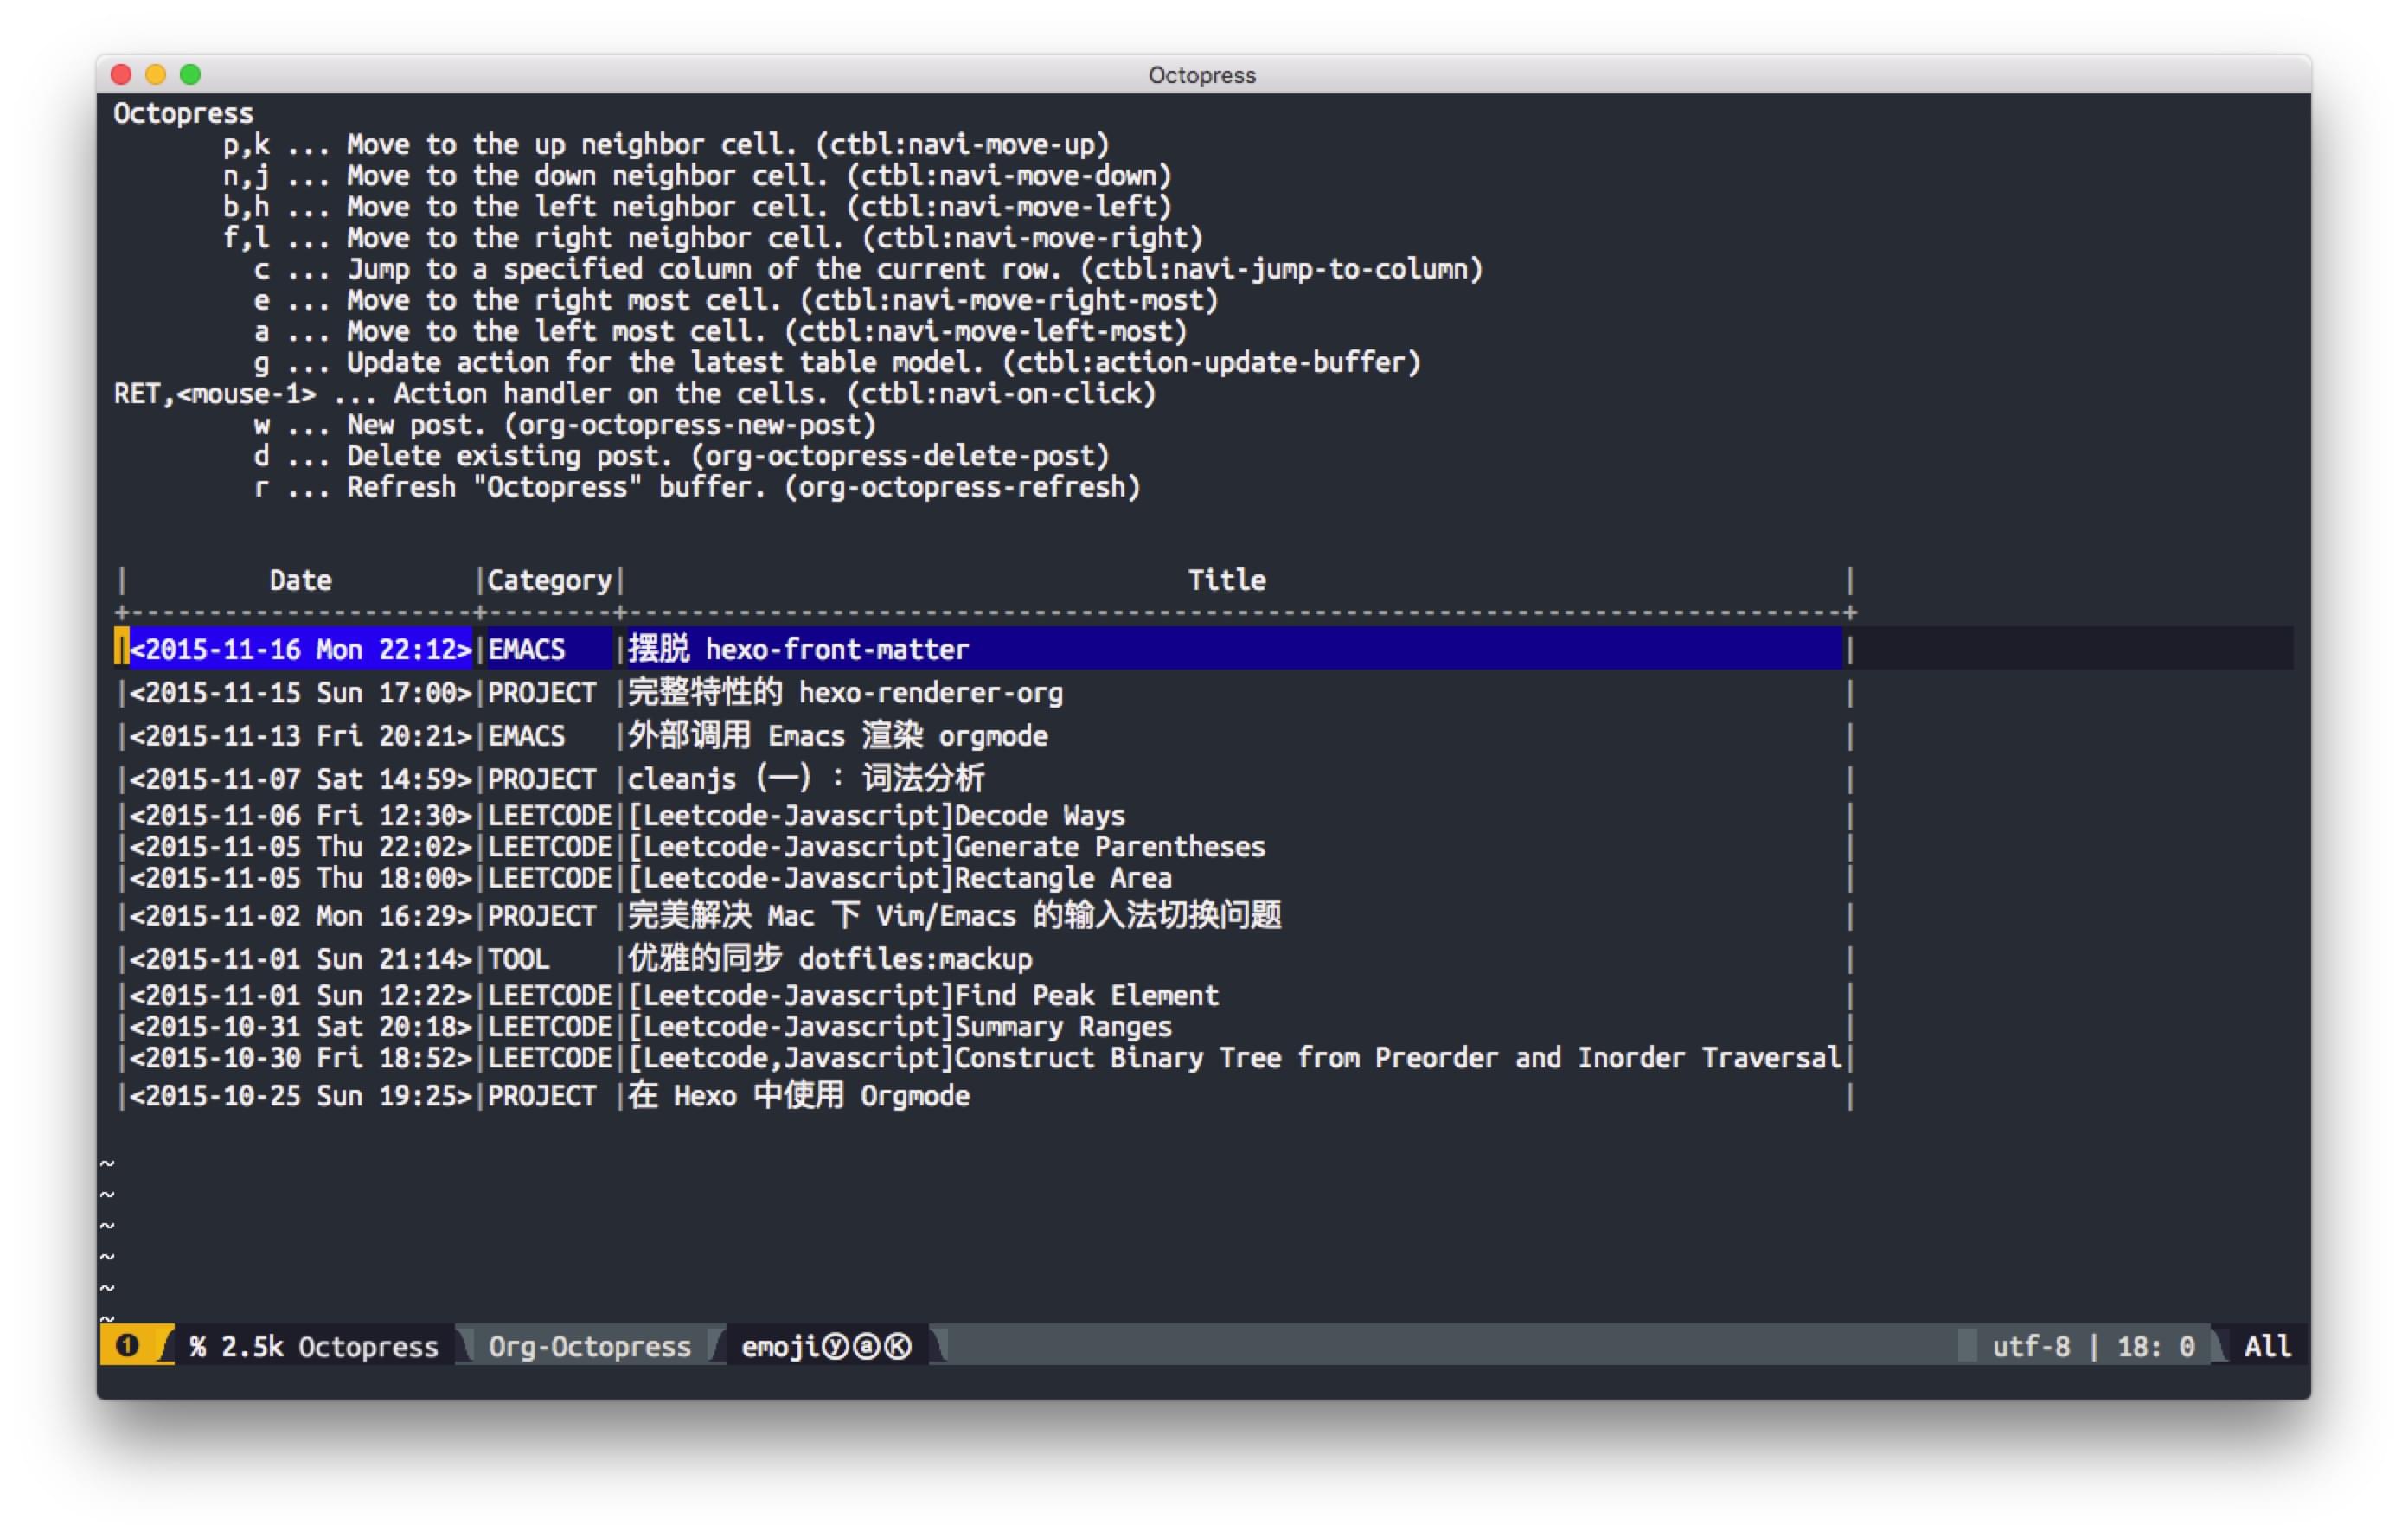 Octopress
Octopress
p,k ... Move to the up neighbor cell. (ctbl:navi-move-up)
n,j ... Move to the down neighbor cell. (ctbl:navi-move-down)
b,h ... Move to the left neighbor cell. (ctbl:navi-move-left)
f,l ... Move to the right neighbor cell. (ctbl:navi-move-right)
c ... Jump to a specified column of the current row. (ctbl:navi-jump-to-column)
e ... Move to the right most cell. (ctbl:navi-move-right-most)
a ... Move to the left most cell. (ctbl:navi-move-left-most)
g ... Update action for the latest table model. (ctbl:action-update-buffer)
RET,<mouse-1> ... Action handler on the cells. (ctbl:navi-on-click)
w ... New post. (org-octopress-new-post)
d ... Delete existing post. (org-octopress-delete-post)
r ... Refresh "Octopress" buffer. (org-octopress-refresh)
| Date |Category| Title |
+----------------------+--------+------------------------------------------------------------------------------+
|<2015-11-16 Mon 22:12>|EMACS |摆脱 hexo-front-matter |
|<2015-11-15 Sun 17:00>|PROJECT |完整特性的 hexo-renderer-org |
|<2015-11-13 Fri 20:21>|EMACS |外部调用 Emacs 渲染 orgmode |
|<2015-11-07 Sat 14:59>|PROJECT |cleanjs（一）：词法分析 |
|<2015-11-06 Fri 12:30>|LEETCODE|[Leetcode-Javascript]Decode Ways |
|<2015-11-05 Thu 22:02>|LEETCODE|[Leetcode-Javascript]Generate Parentheses |
|<2015-11-05 Thu 18:00>|LEETCODE|[Leetcode-Javascript]Rectangle Area |
|<2015-11-02 Mon 16:29>|PROJECT |完美解决 Mac 下 Vim/Emacs 的输入法切换问题 |
|<2015-11-01 Sun 21:14>|TOOL |优雅的同步 dotfiles:mackup |
|<2015-11-01 Sun 12:22>|LEETCODE|[Leetcode-Javascript]Find Peak Element |
|<2015-10-31 Sat 20:18>|LEETCODE|[Leetcode-Javascript]Summary Ranges |
|<2015-10-30 Fri 18:52>|LEETCODE|[Leetcode,Javascript]Construct Binary Tree from Preorder and Inorder Traversal|
|<2015-10-25 Sun 19:25>|PROJECT |在 Hexo 中使用 Orgmode |
~
~
~
~
~
~
❶ % 2.5k Octopress Org-Octopress emojiⓨⓐⓀ utf-8 | 18: 0 All